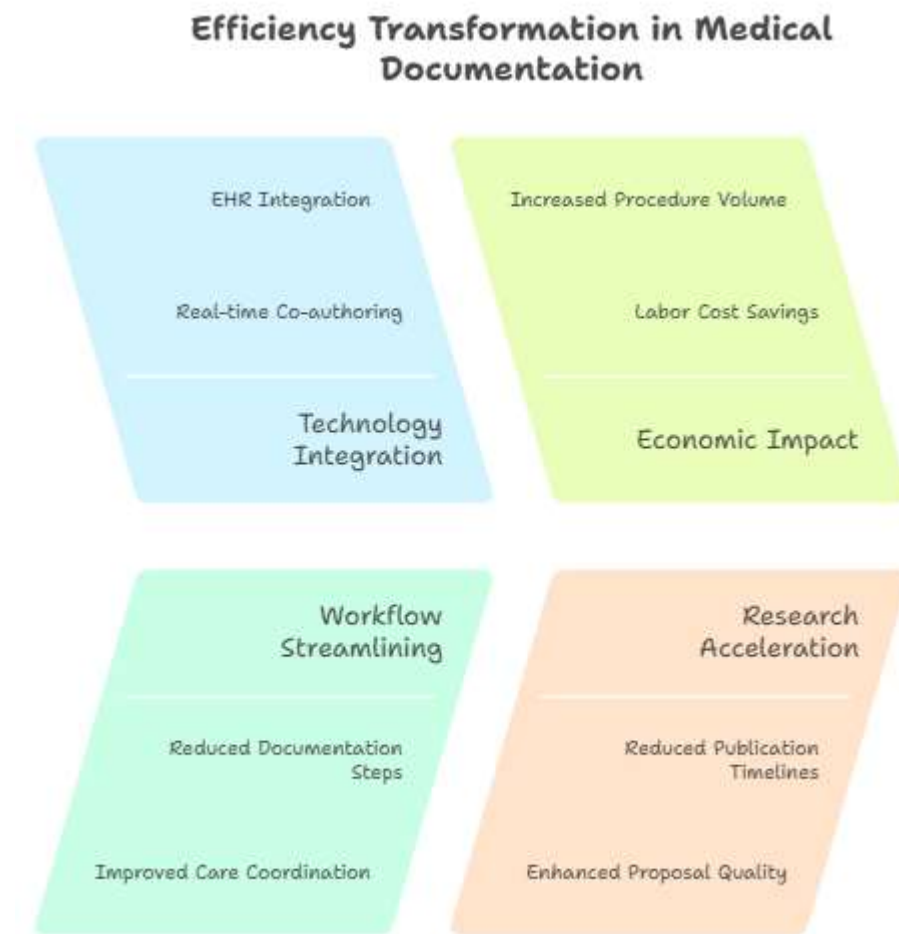 Efficiency Transformation in Medical
Documentation
EHR Integration
Real-time Co-authoring
Technology
Integration
Increased Procedure Volume
Labor Cost Savings
Economic Impact
Workflow
Streamlining
Reduced Documentation
Steps
Improved Care Coordination
Research
Acceleration
Reduced Publication
Timelines
Enhanced Proposal Quality